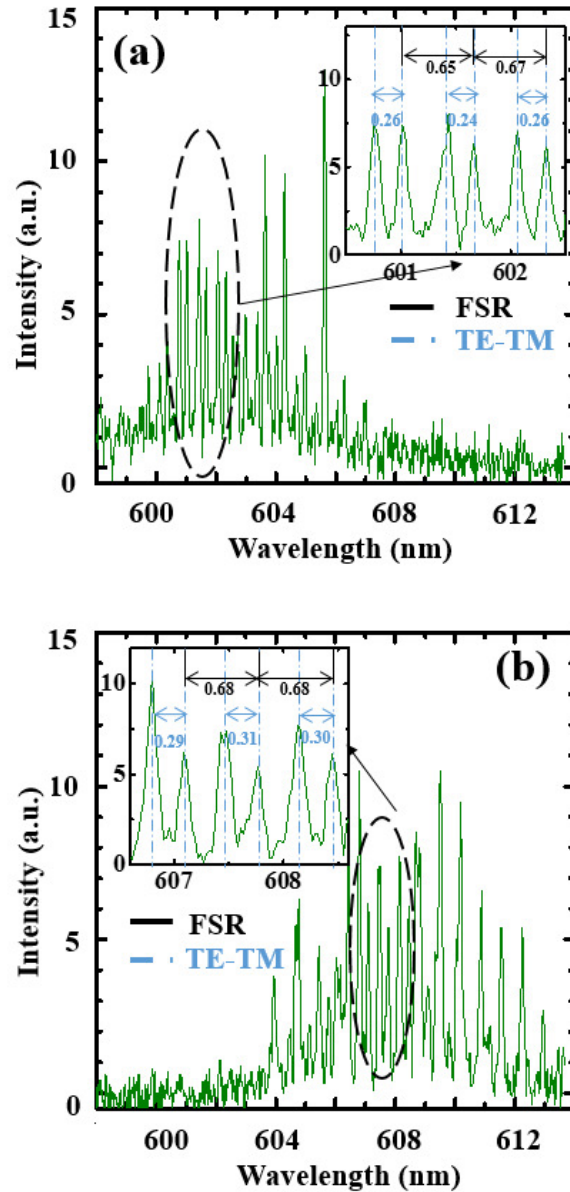 15
(a)
10
5
0
600 604 608 612
Wavelength (nm)
Intensity (a.u.)
10
5
0
601 602
0.65 0.67
0.26 0.24 0.26
FSR
TE-TM
15
(b)
10
5
0
600 604 608 612
Wavelength (nm)
Intensity (a.u.)
10
5
0
607 608
0.68 0.68
0.29 0.31 0.30
FSR
TE-TM